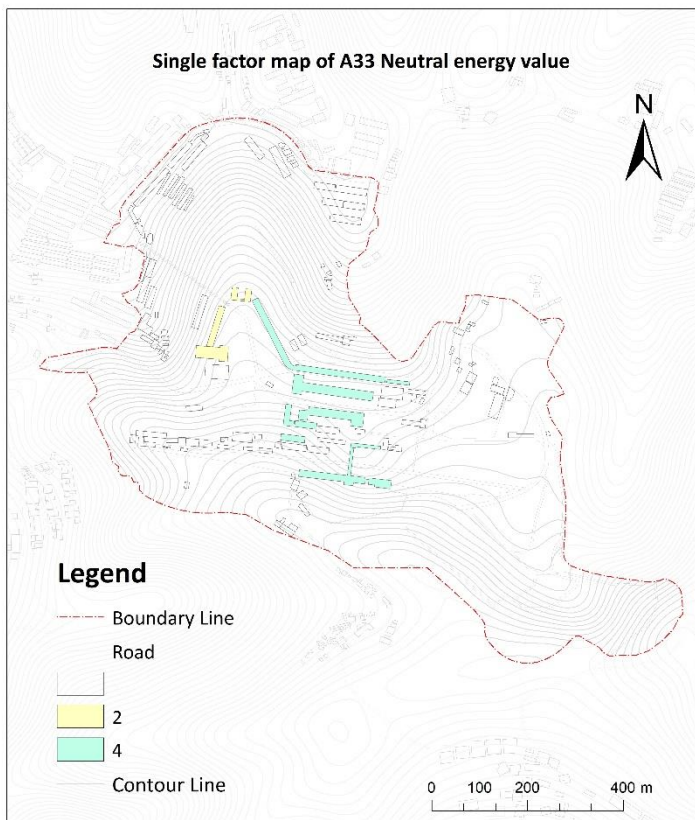 Single factor map of A33 Neutral energy value
N
Legend
Boundary Line
Road
2
4
Contour Line
0 100 200 400 m